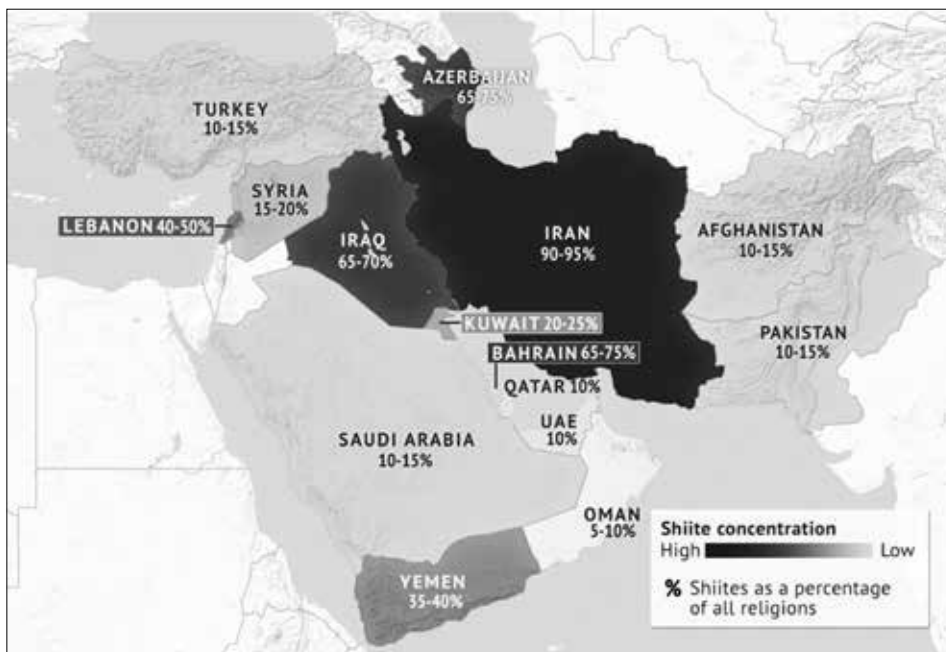 AZERBAIJAN
65-75%
TURKEY
10-15%
SYRIA
15-20%
LEBANON 40-50%
IRAQ
65-70%
IRAN
90-95%
AFGHANISTAN
10-15%
KUWAIT 20-25%
PAKISTAN
10-15%
BAHRAIN 65-75%
QATAR 10%
UAE
10%
SAUDI ARABIA
10-15%
OMAN
5-10%
YEMEN
35-40%
Shiite concentration
High Low
% Shiites as a percentage
of all religions